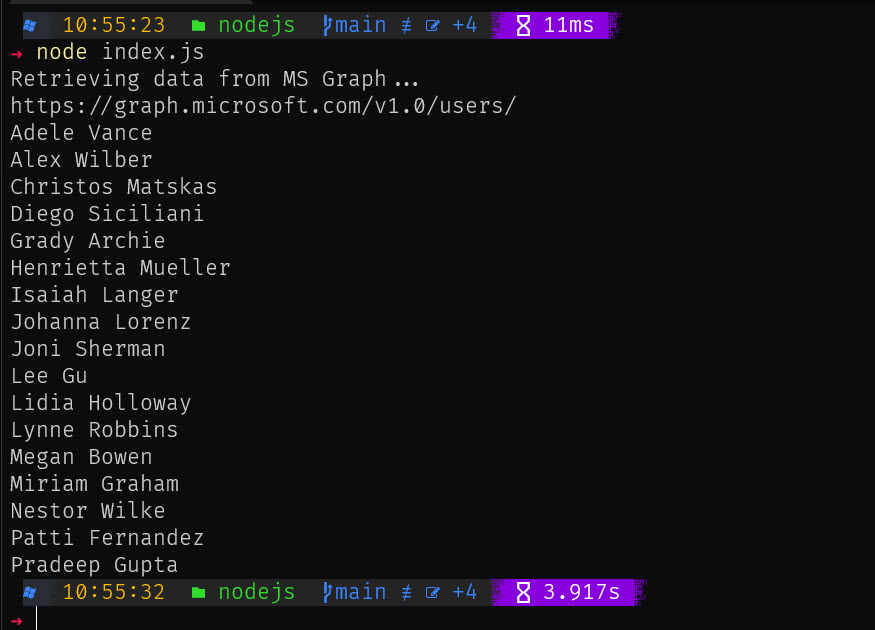 10:55:23 nodejs main ≢ +4 11ms
→ node index.js
Retrieving data from MS Graph...
https://graph.microsoft.com/v1.0/users/
Adele Vance
Alex Wilber
Christos Matskas
Diego Siciliani
Grady Archie
Henrietta Mueller
Isaiah Langer
Johanna Lorenz
Joni Sherman
Lee Gu
Lidia Holloway
Lynne Robbins
Megan Bowen
Miriam Graham
Nestor Wilke
Patti Fernandez
Pradeep Gupta
10:55:32 nodejs main ≢ +4 3.917s
→